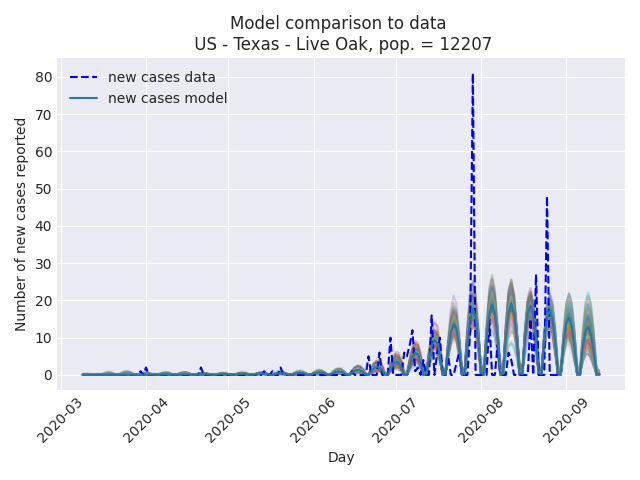 Model comparison to data
US - Texas - Live Oak, pop. = 12207
new cases data
new cases model
Number of new cases reported
80
70
60
50
40
30
20
10
0
2020-03
2020-04
2020-05
2020-06
2020-07
2020-08
2020-09
Day